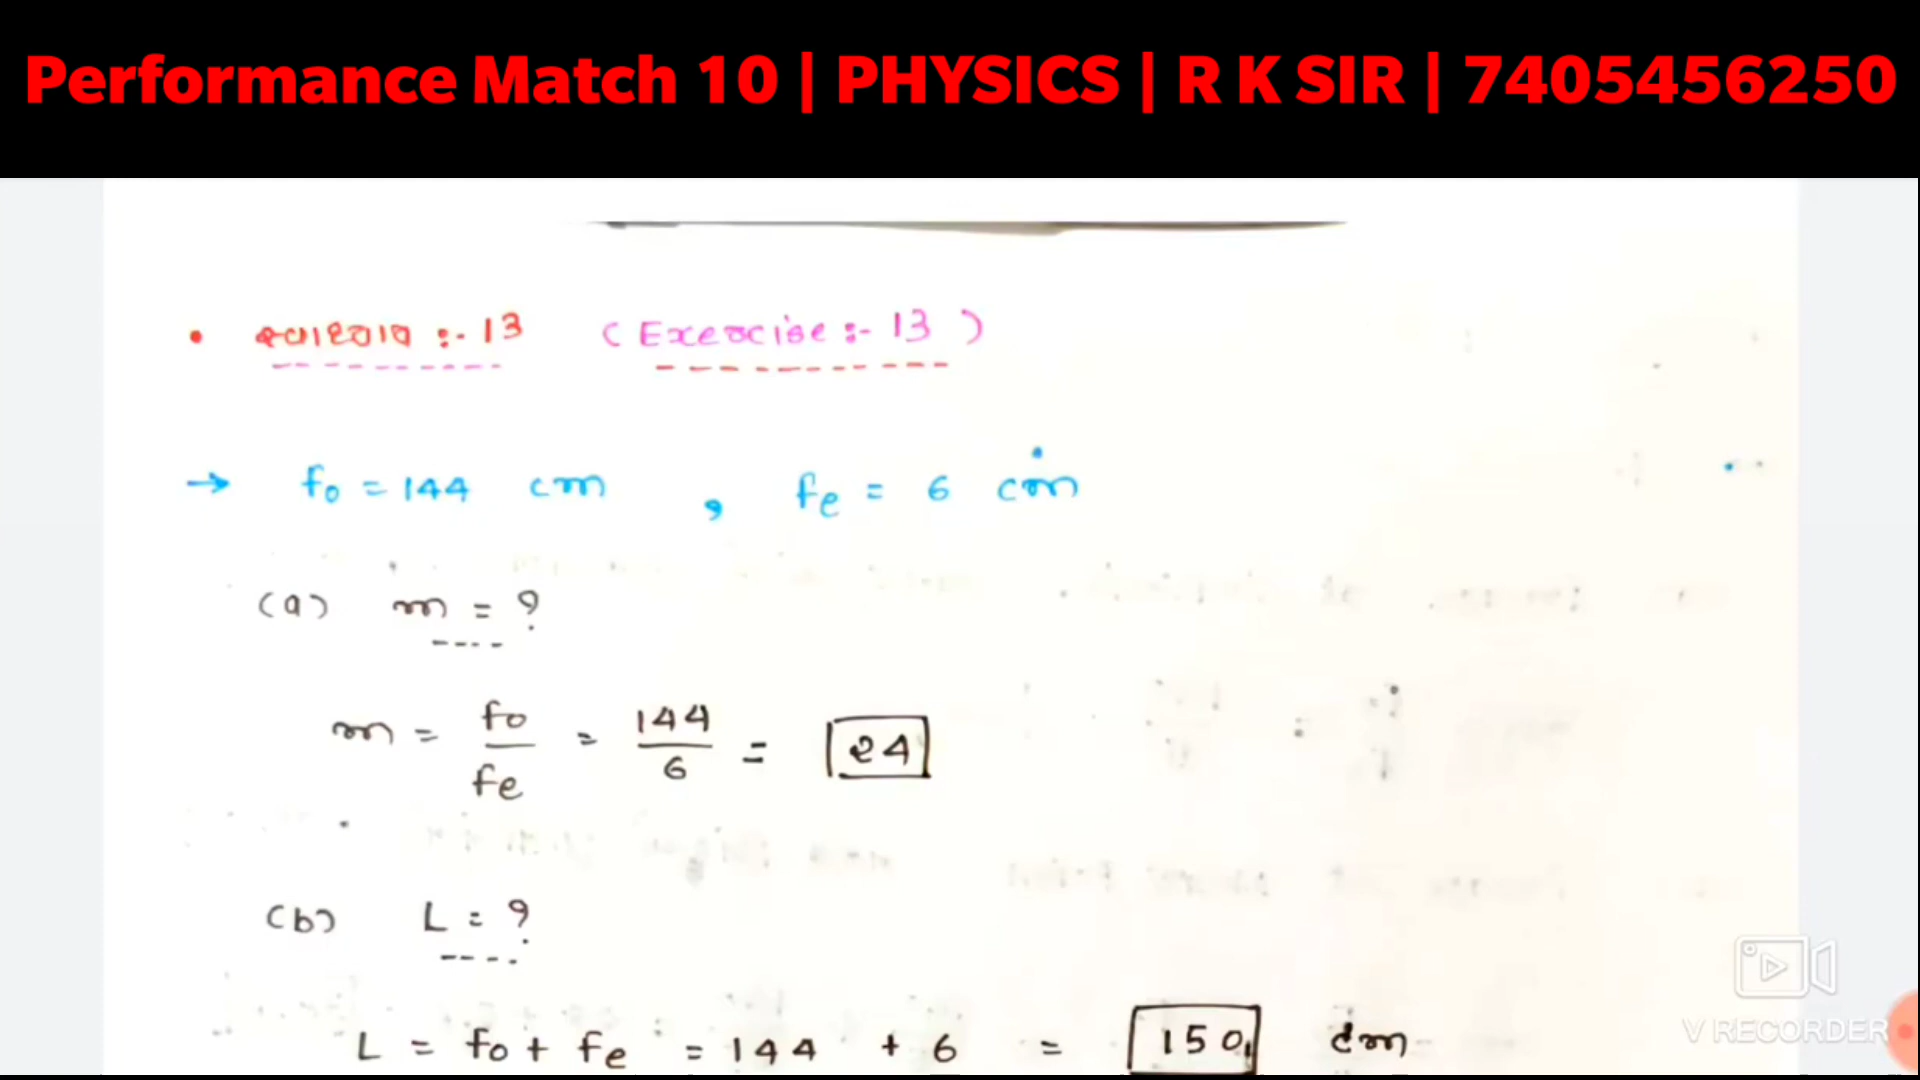 Performance Match 10 | PHYSICS | R K SIR | 7405456250
• સ્વાધ્યાય :- 13 ( Exercise :- 13 )
→ fo = 144 cm , fe = 6 cm
(a) m = ?
m = fo/fe = 144/6 = 24
(b) L = ?
L = fo + fe = 144 + 6 = 150 cm
V RECORDER